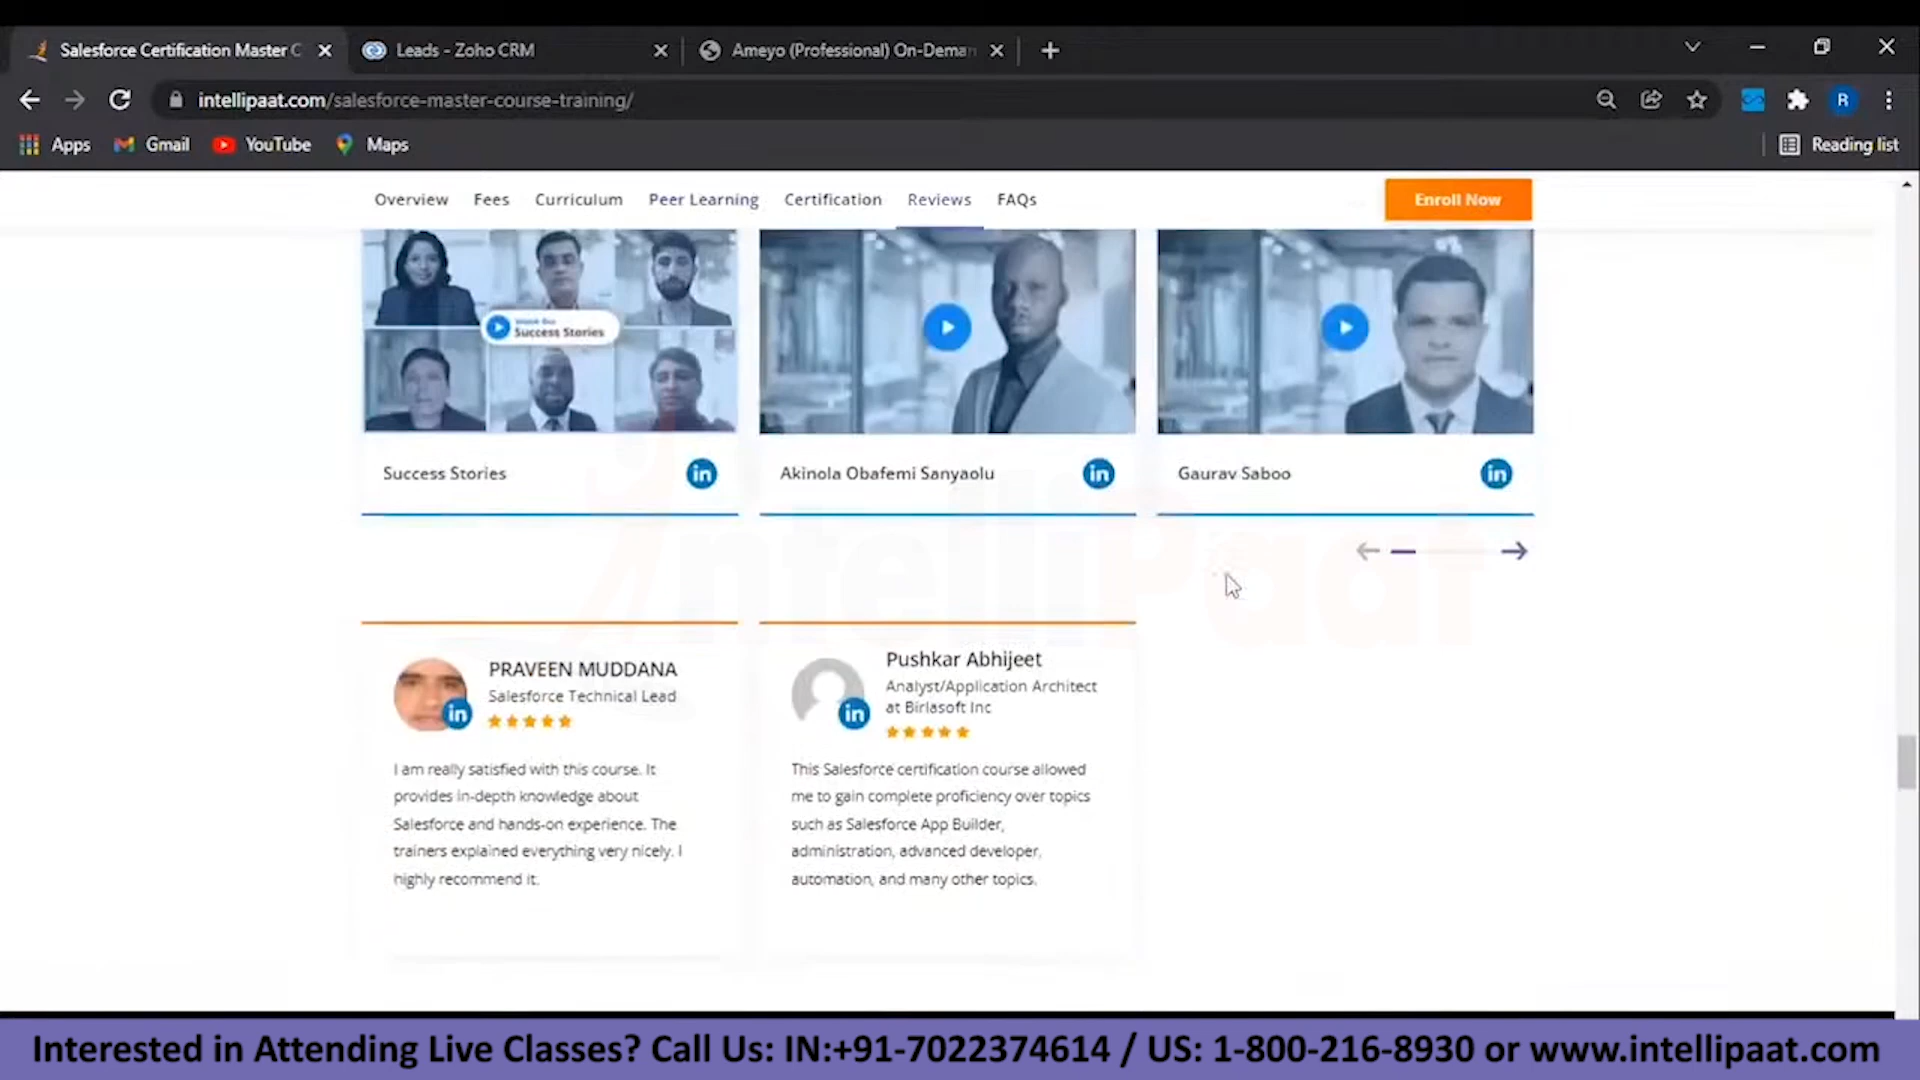 Salesforce Certification Master C
Leads - Zoho CRM
Ameyo (Professional) On-Deman
intellipaat.com/salesforce-master-course-training/
R
Apps
Gmail
YouTube
Maps
Reading list
Overview
Fees
Curriculum
Peer Learning
Certification
Reviews
FAQs
Enroll Now
Success Stories
Success Stories
in
Akinola Obafemi Sanyaolu
in
Gaurav Saboo
in
IntelliPaat
PRAVEEN MUDDANA
Salesforce Technical Lead
in
I am really satisfied with this course. It
provides in-depth knowledge about
Salesforce and hands-on experience. The
trainers explained everything very nicely. I
highly recommend it.
Pushkar Abhijeet
Analyst/Application Architect
at Birlasoft Inc
in
This Salesforce certification course allowed
me to gain complete proficiency over topics
such as Salesforce App Builder,
administration, advanced developer,
automation, and many other topics.
Interested in Attending Live Classes? Call Us: IN:+91-7022374614 / US: 1-800-216-8930 or www.intellipaat.com